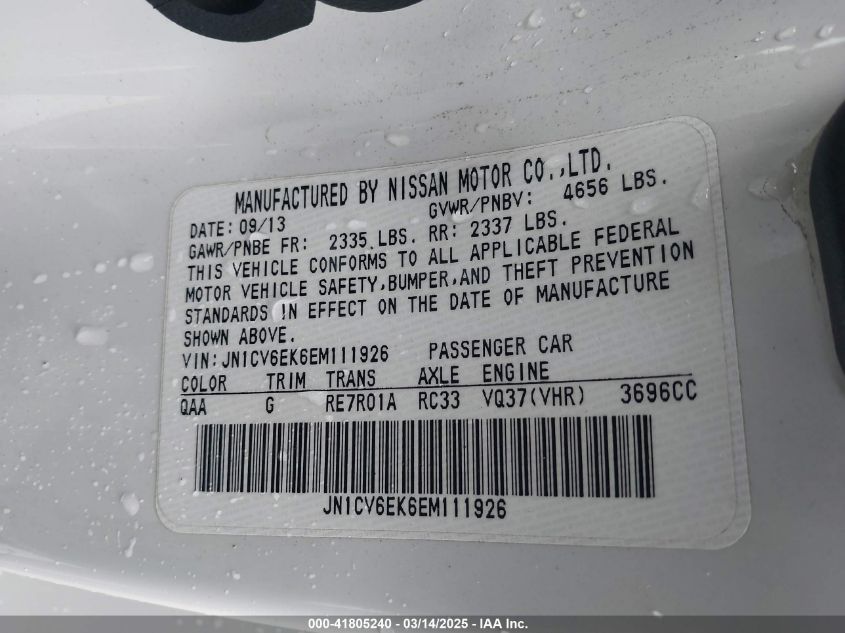 MANUFACTURED BY NISSAN MOTOR CO.,LTD.
DATE: 09/13 GVWR/PNBV: 4656 LBS.
GAWR/PNBE FR: 2335 LBS. RR: 2337 LBS.
THIS VEHICLE CONFORMS TO ALL APPLICABLE FEDERAL
MOTOR VEHICLE SAFETY,BUMPER,AND THEFT PREVENTION
STANDARDS IN EFFECT ON THE DATE OF MANUFACTURE
SHOWN ABOVE.
VIN: JN1CV6EK6EM111926 PASSENGER CAR
COLOR TRIM TRANS AXLE ENGINE
QAA G RE7R01A RC33 VQ37(VHR) 3696CC
JN1CV6EK6EM111926
000-41805240 - 03/14/2025 - IAA Inc.